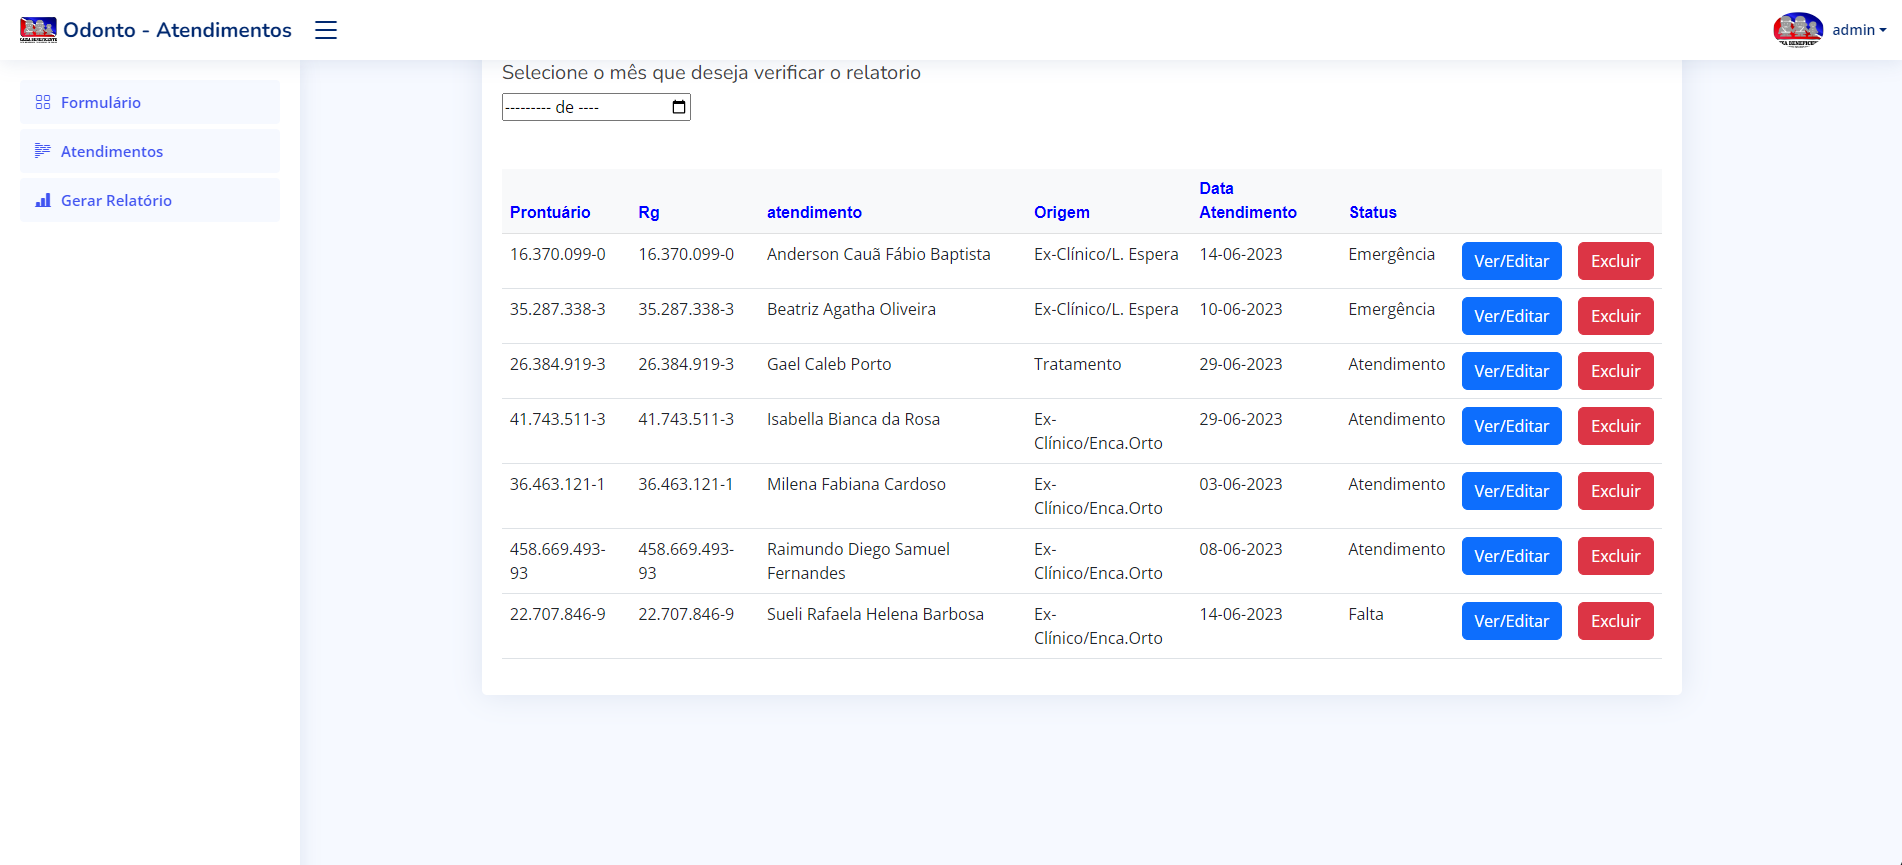 Odonto - Atendimentos
admin
Formulário
Atendimentos
Gerar Relatório
Selecione o mês que deseja verificar o relatorio
--------- de ----
Prontuário Rg atendimento Origem Data Atendimento Status
16.370.099-0 16.370.099-0 Anderson Cauã Fábio Baptista Ex-Clínico/L. Espera 14-06-2023 Emergência Ver/Editar Excluir
35.287.338-3 35.287.338-3 Beatriz Agatha Oliveira Ex-Clínico/L. Espera 10-06-2023 Emergência Ver/Editar Excluir
26.384.919-3 26.384.919-3 Gael Caleb Porto Tratamento 29-06-2023 Atendimento Ver/Editar Excluir
41.743.511-3 41.743.511-3 Isabella Bianca da Rosa Ex- 29-06-2023 Atendimento Ver/Editar Excluir
Clínico/Enca.Orto
36.463.121-1 36.463.121-1 Milena Fabiana Cardoso Ex- 03-06-2023 Atendimento Ver/Editar Excluir
Clínico/Enca.Orto
458.669.493- 458.669.493- Raimundo Diego Samuel Ex- 08-06-2023 Atendimento Ver/Editar Excluir
93 93 Fernandes Clínico/Enca.Orto
22.707.846-9 22.707.846-9 Sueli Rafaela Helena Barbosa Ex- 14-06-2023 Falta Ver/Editar Excluir
Clínico/Enca.Orto